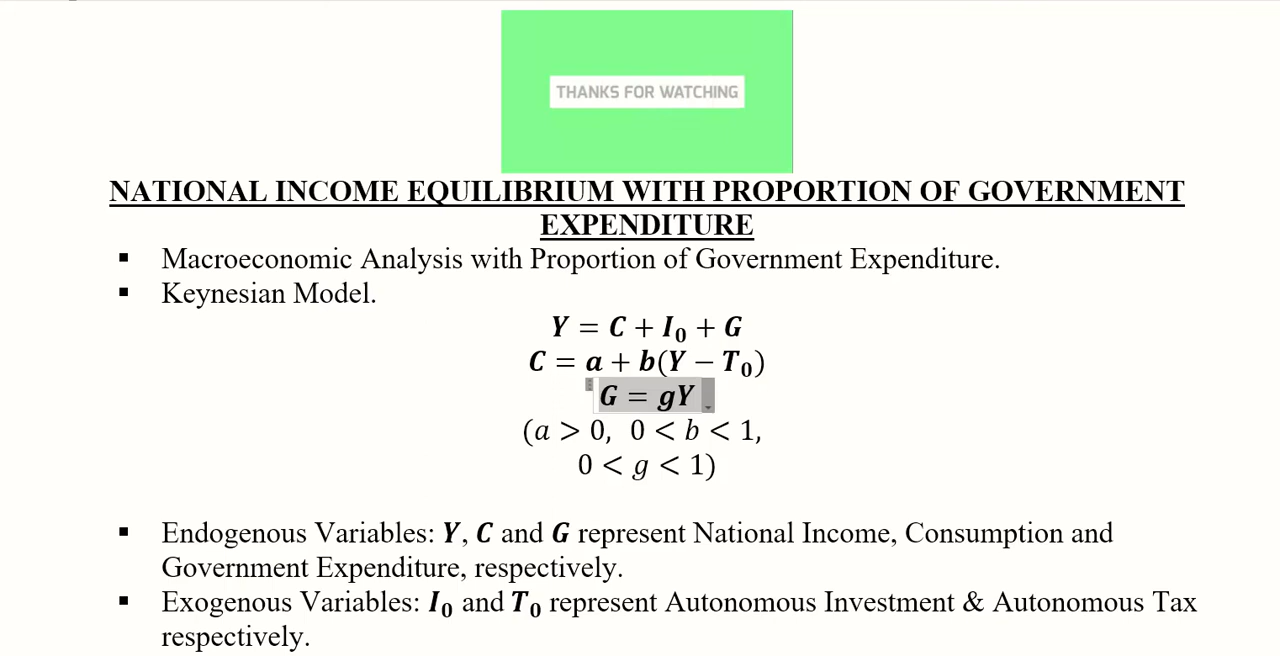 THANKS FOR WATCHING
NATIONAL INCOME EQUILIBRIUM WITH PROPORTION OF GOVERNMENT
EXPENDITURE
▪ Macroeconomic Analysis with Proportion of Government Expenditure.
▪ Keynesian Model.
Y = C + I₀ + G
C = a + b(Y − T₀)
G = gY
(a > 0, 0 < b < 1,
0 < g < 1)
▪ Endogenous Variables: Y, C and G represent National Income, Consumption and
Government Expenditure, respectively.
▪ Exogenous Variables: I₀ and T₀ represent Autonomous Investment & Autonomous Tax
respectively.